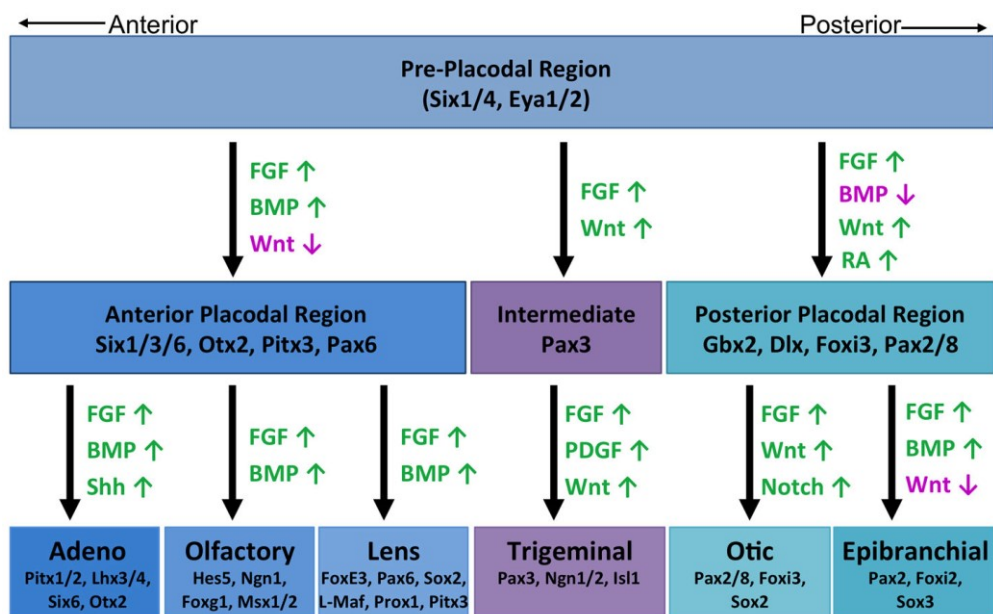 Anterior
Posterior
Pre-Placodal Region
(Six1/4, Eya1/2)
FGF ↑
BMP ↑
Wnt ↓
FGF ↑
Wnt ↑
FGF ↑
BMP ↓
Wnt ↑
RA ↑
Anterior Placodal Region
Six1/3/6, Otx2, Pitx3, Pax6
Intermediate
Pax3
Posterior Placodal Region
Gbx2, Dlx, Foxi3, Pax2/8
FGF ↑
BMP ↑
Shh ↑
FGF ↑
BMP ↑
FGF ↑
BMP ↑
FGF ↑
PDGF ↑
Wnt ↑
FGF ↑
Wnt ↑
Notch ↑
FGF ↑
BMP ↑
Wnt ↓
Adeno
Pitx1/2, Lhx3/4,
Six6, Otx2
Olfactory
Hes5, Ngn1,
Foxg1, Msx1/2
Lens
FoxE3, Pax6, Sox2,
L-Maf, Prox1, Pitx3
Trigeminal
Pax3, Ngn1/2, Isl1
Otic
Pax2/8, Foxi3,
Sox2
Epibranchial
Pax2, Foxi2,
Sox3